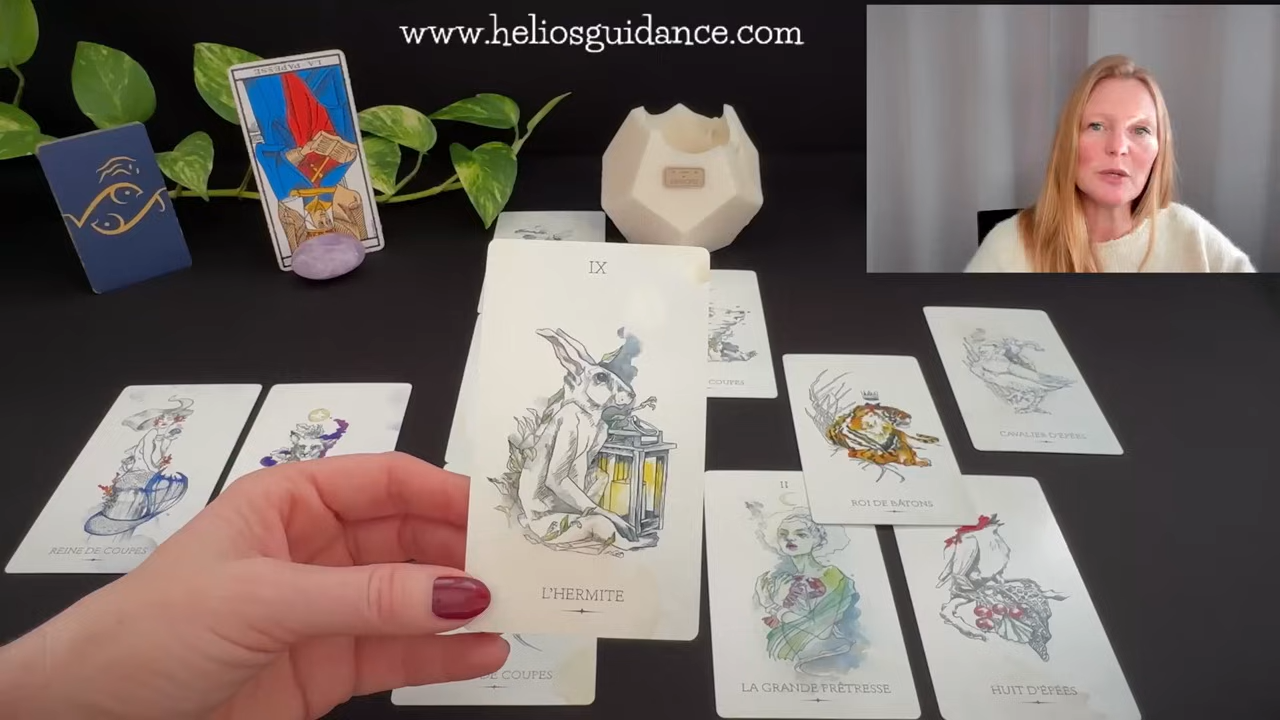 www.heliosguidance.com
LA PAPESSE
IX
L'HERMITE
COUPES
CAVALIER D'ÉPÉES
ROI DE BÂTONS
REINE DE COUPES
II
LA GRANDE PRÊTRESSE
HUIT D'ÉPÉES
DE COUPES